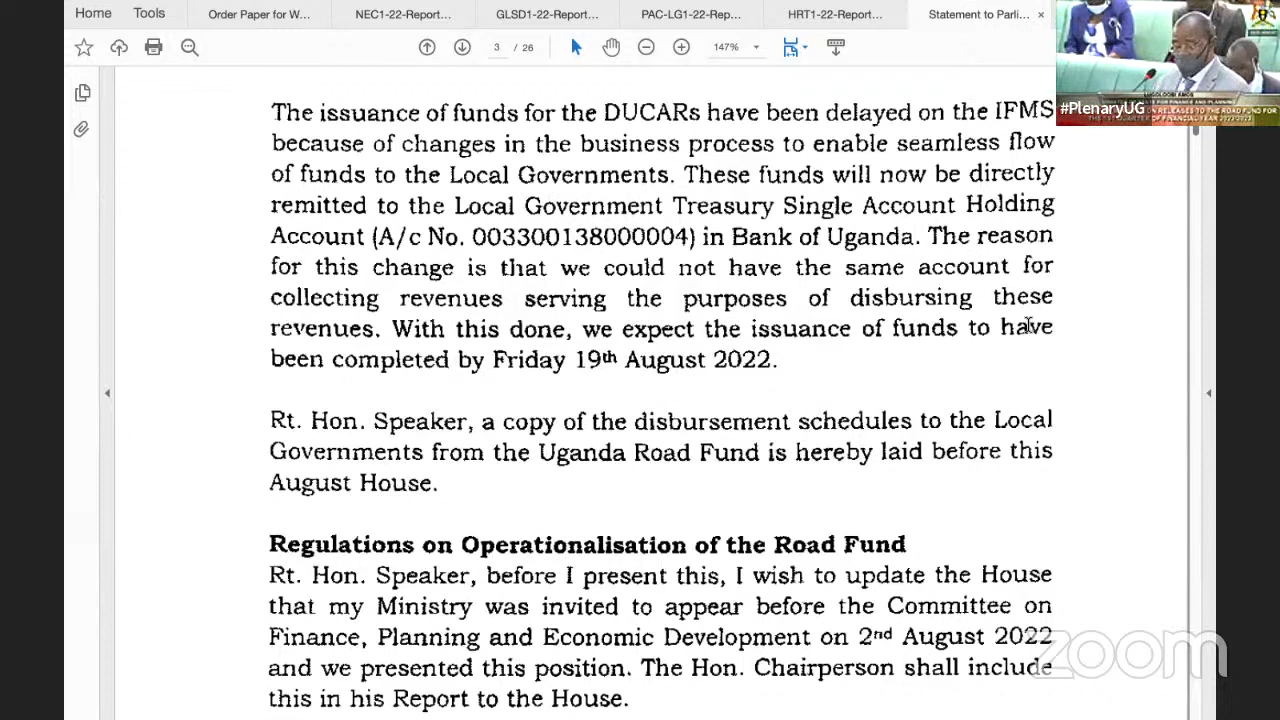 Home Tools Order Paper for W... NEC1-22-Report... GLSD1-22-Report... PAC-LG1-22-Rep... HRT1-22-Report... Statement to Parli... ×
3 / 26 147%
#PlenaryUG
The issuance of funds for the DUCARs have been delayed on the IFMS
because of changes in the business process to enable seamless flow
of funds to the Local Governments. These funds will now be directly
remitted to the Local Government Treasury Single Account Holding
Account (A/c No. 003300138000004) in Bank of Uganda. The reason
for this change is that we could not have the same account for
collecting revenues serving the purposes of disbursing these
revenues. With this done, we expect the issuance of funds to have
been completed by Friday 19th August 2022.
Rt. Hon. Speaker, a copy of the disbursement schedules to the Local
Governments from the Uganda Road Fund is hereby laid before this
August House.
Regulations on Operationalisation of the Road Fund
Rt. Hon. Speaker, before I present this, I wish to update the House
that my Ministry was invited to appear before the Committee on
Finance, Planning and Economic Development on 2nd August 2022
and we presented this position. The Hon. Chairperson shall include
this in his Report to the House.
zoom